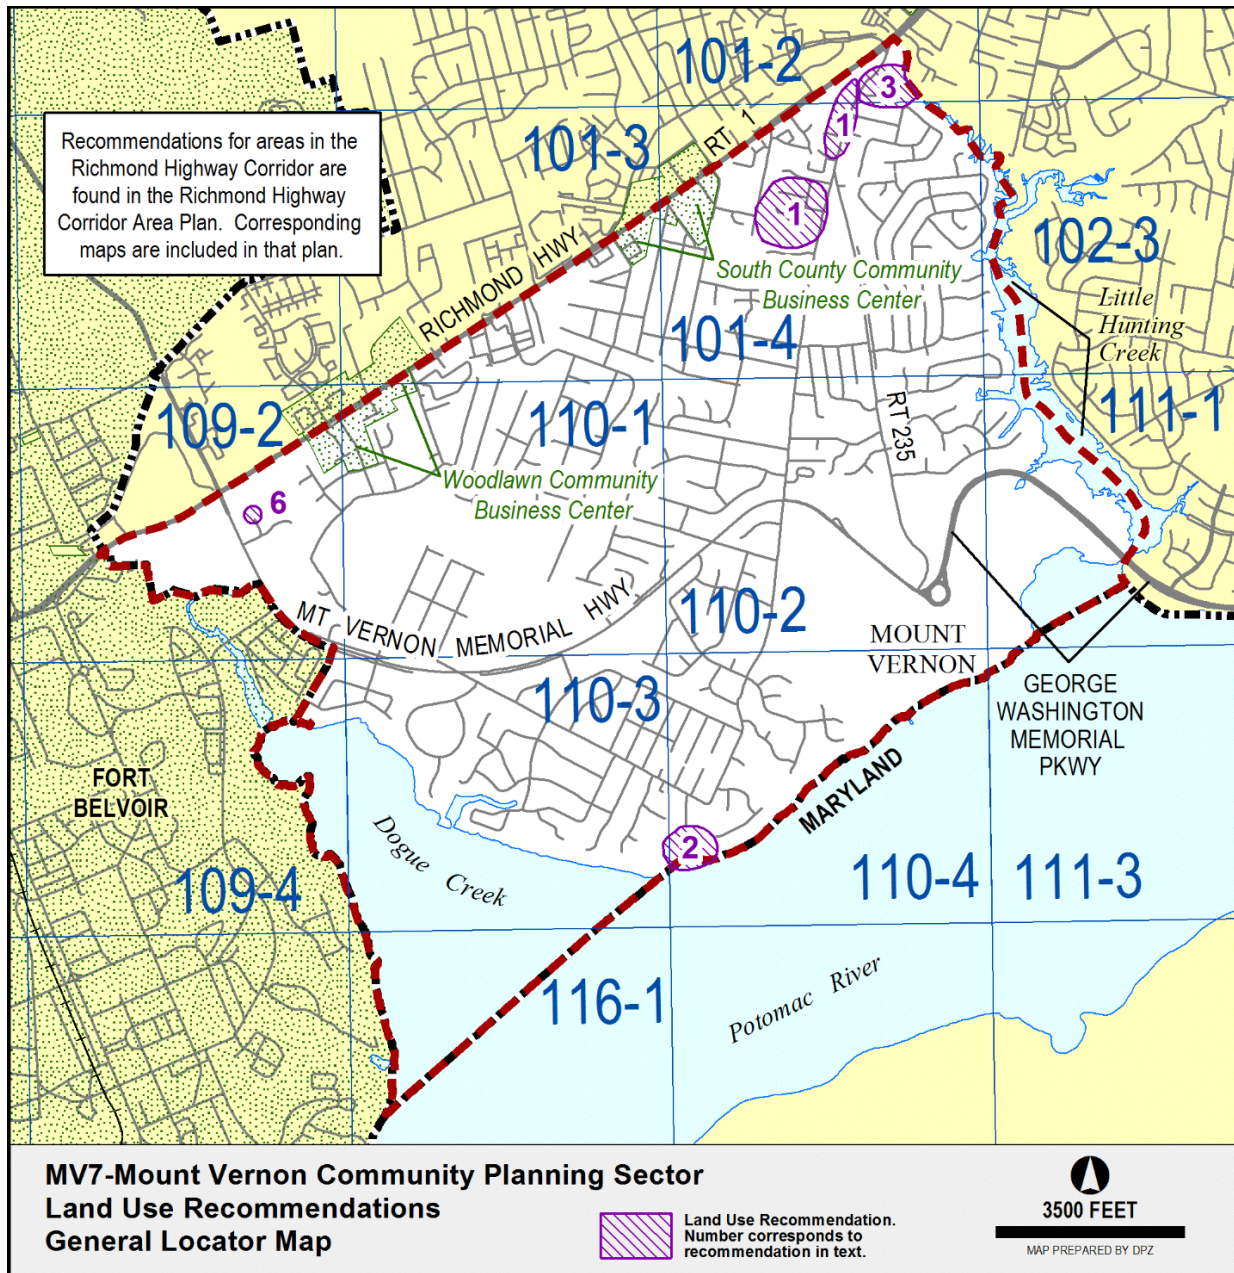 101-2
3
Recommendations for areas in the
Richmond Highway Corridor are
found in the Richmond Highway
Corridor Area Plan. Corresponding
maps are included in that plan.
101-3
RT 1
1
1
102-3
RICHMOND HWY
South County Community
Business Center
Little
Hunting
Creek
101-4
109-2
110-1
RT 235
111-1
Woodlawn Community
Business Center
6
MT VERNON MEMORIAL HWY
110-2
MOUNT
VERNON
110-3
GEORGE
WASHINGTON
MEMORIAL
PKWY
FORT
BELVOIR
MARYLAND
2
Dogue Creek
109-4
110-4
111-3
116-1
Potomac River
MV7-Mount Vernon Community Planning Sector
Land Use Recommendations
General Locator Map
Land Use Recommendation.
Number corresponds to
recommendation in text.
3500 FEET
MAP PREPARED BY DPZ